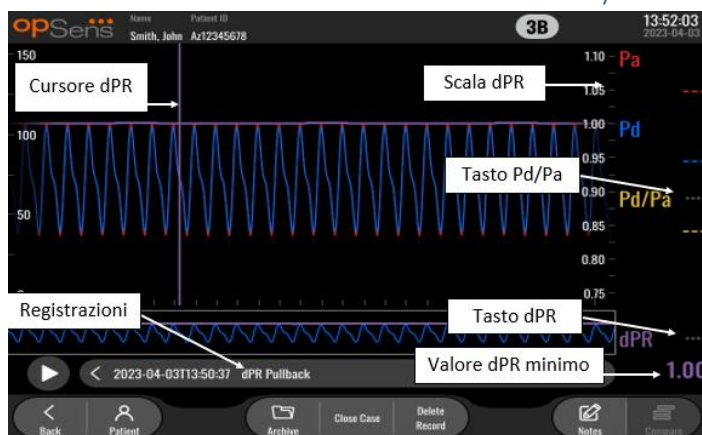 opSens
Name
Smith, John
Patient ID
Az12345678
3B
13:52:03
2023-04-03
150
100
50
Cursore dPR
Scala dPR
1.10
1.05
1.00
0.95
0.90
0.85
0.80
0.75
Pa
Pd
Tasto Pd/Pa
Pd/Pa
---
Registrazioni
Tasto dPR
dPR
---
Valore dPR minimo
1.00
2023-04-03T13:50:37 dPR Pullback
Back
Patient
Archive
Close Case
Delete
Record
Notes
Compare